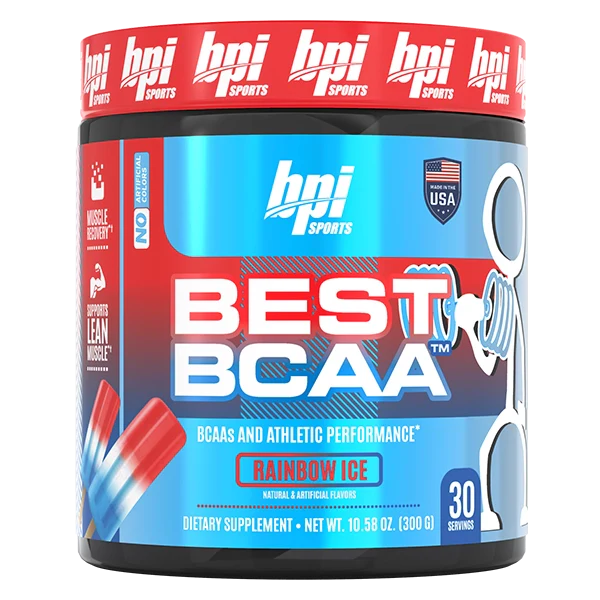 bpi SPORTS
bpi SPORTS
bpi SPORTS
bpi SPORTS
bpi SPORTS
bpi SPORTS
bpi
SPORTS
MADE IN THE
USA
NO ARTIFICIAL COLORS
MUSCLE
RECOVERY*†
SUPPORTS
LEAN
MUSCLE*†
BEST
BCAA™
BCAAs AND ATHLETIC PERFORMANCE*
RAINBOW ICE
NATURAL & ARTIFICIAL FLAVORS
DIETARY SUPPLEMENT • NET WT. 10.58 OZ. (300 G)
30
SERVINGS